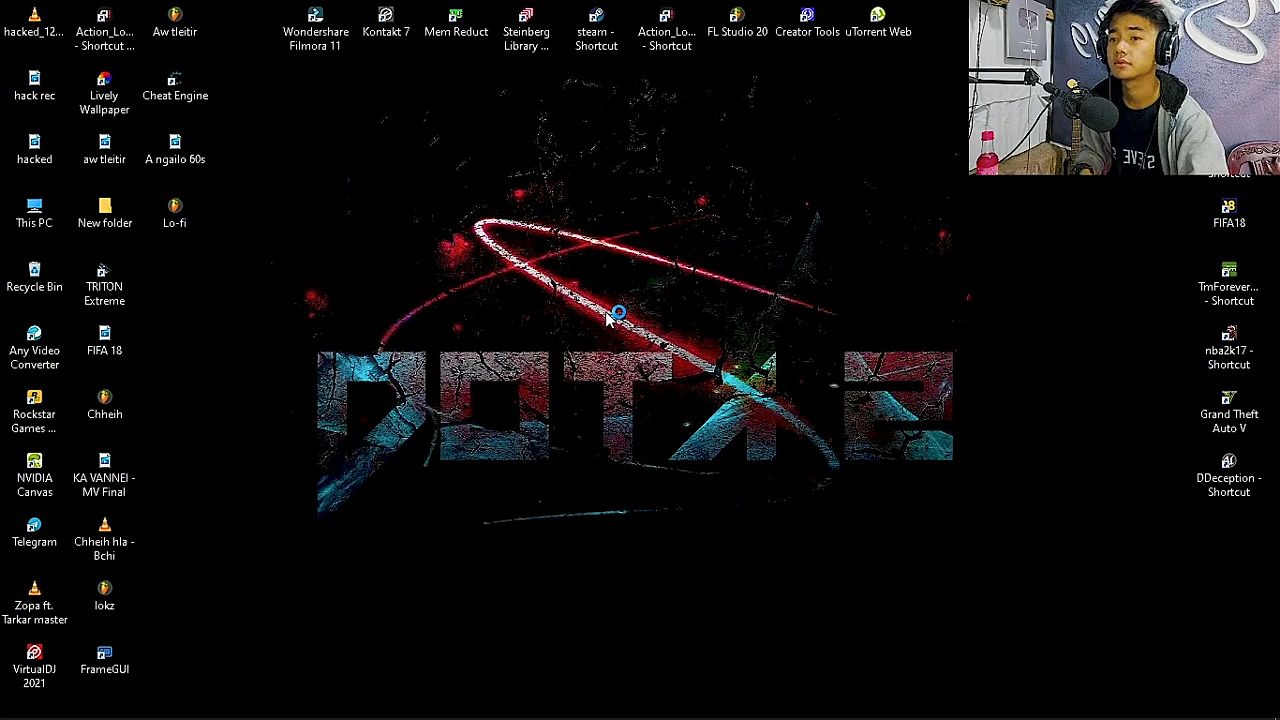 hacked_12...
Action_Lo...
- Shortcut ...
Aw tleitir
Wondershare
Filmora 11
Kontakt 7
Mem Reduct
Steinberg
Library ...
steam -
Shortcut
Action_Lo...
- Shortcut
FL Studio 20
Creator Tools
uTorrent Web
hack rec
Lively
Wallpaper
Cheat Engine
hacked
aw tleitir
A ngailo 60s
This PC
New folder
Lo-fi
FIFA18
Recycle Bin
TRITON
Extreme
TmForever...
- Shortcut
Any Video
Converter
FIFA 18
nba2k17 -
Shortcut
Rockstar
Games ...
Chheih
Grand Theft
Auto V
DOTA 2
NVIDIA
Canvas
KA VANNEI -
MV Final
DDeception -
Shortcut
Telegram
Chheih hla -
Bchi
Zopa ft.
Tarkar master
lokz
VirtualDJ
2021
FrameGUI